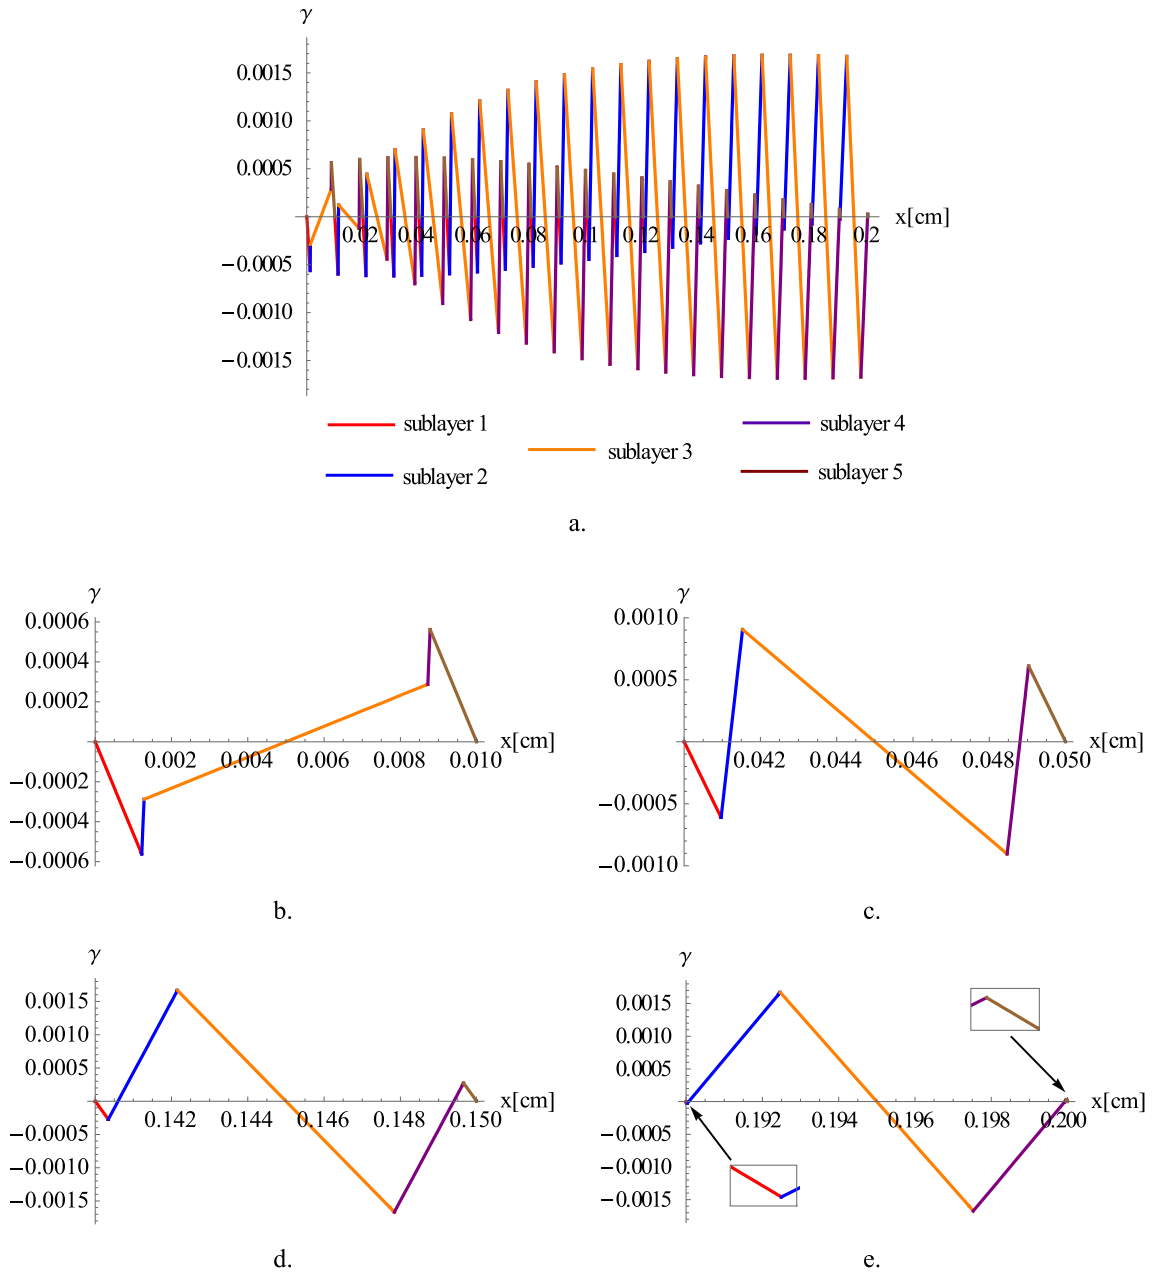 γ
0.0015
0.0010
0.0005
x[cm]
0.02 0.04 0.06 0.08 0.1 0.12 0.14 0.16 0.18 0.2
−0.0005
−0.0010
−0.0015
sublayer 1
sublayer 4
sublayer 3
sublayer 2
sublayer 5
a.
γ
0.0006
0.0004
0.0002
x[cm]
0.002 0.004 0.006 0.008 0.010
−0.0002
−0.0004
−0.0006
b.
γ
0.0010
0.0005
x[cm]
0.042 0.044 0.046 0.048 0.050
−0.0005
−0.0010
c.
γ
0.0015
0.0010
0.0005
x[cm]
0.142 0.144 0.146 0.148 0.150
−0.0005
−0.0010
−0.0015
d.
γ
0.0015
0.0010
0.0005
x[cm]
0.192 0.194 0.196 0.198 0.200
−0.0005
−0.0010
−0.0015
e.